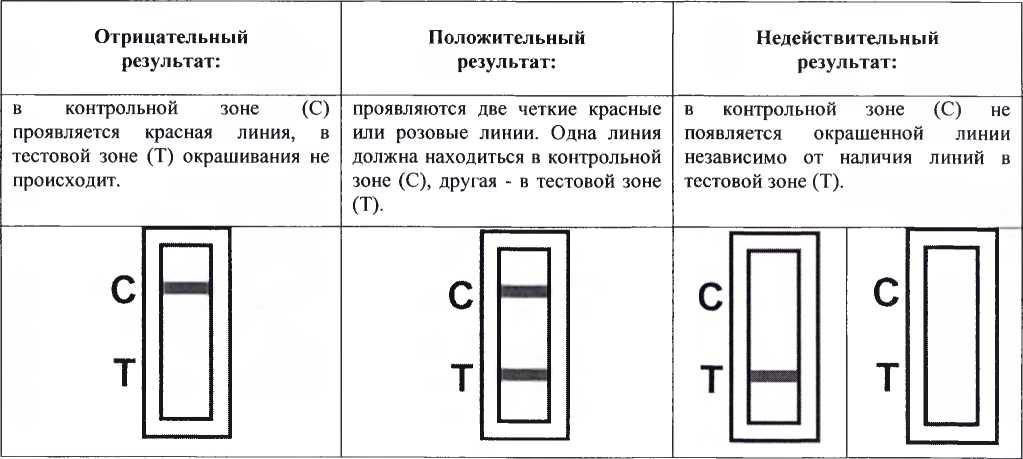 Отрицательный
результат:
Положительный
результат:
Недействительный
результат:
в контрольной зоне (С)
проявляется красная линия, в
тестовой зоне (Т) окрашивания не
происходит.
проявляются две четкие красные
или розовые линии. Одна линия
должна находиться в контрольной
зоне (С), другая - в тестовой зоне
(Т).
в контрольной зоне (С) не
появляется окрашенной линии
независимо от наличия линий в
тестовой зоне (Т).
C
T
C
T
C
T
C
T